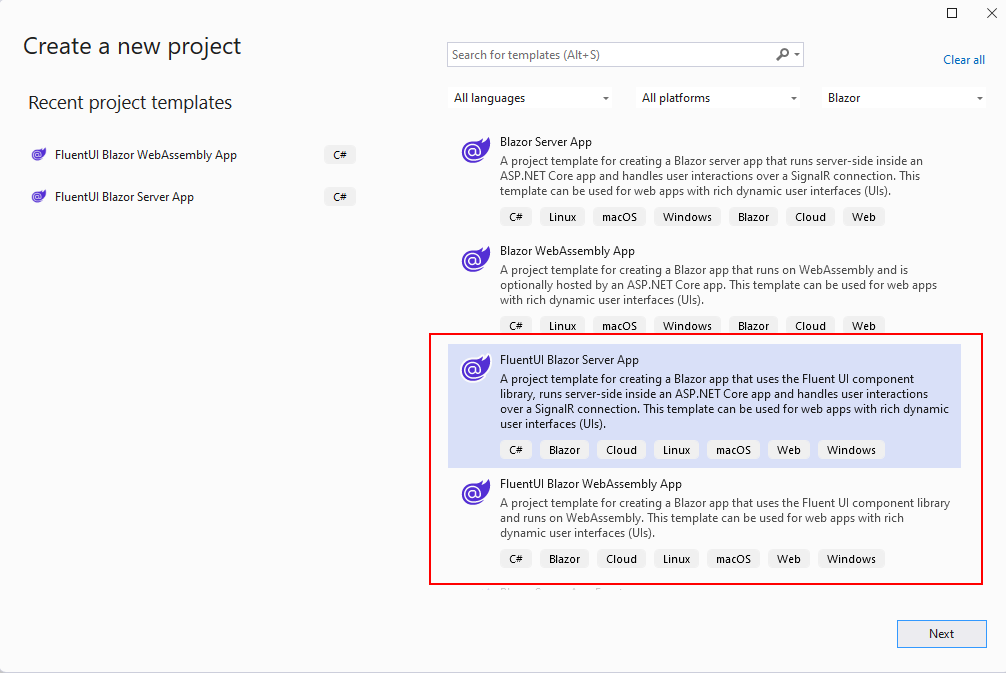 Create a new project
Search for templates (Alt+S)
Clear all
Recent project templates
All languages
All platforms
Blazor
FluentUI Blazor WebAssembly App
C#
FluentUI Blazor Server App
C#
Blazor Server App
A project template for creating a Blazor server app that runs server-side inside an
ASP.NET Core app and handles user interactions over a SignalR connection. This
template can be used for web apps with rich dynamic user interfaces (UIs).
C# Linux macOS Windows Blazor Cloud Web
Blazor WebAssembly App
A project template for creating a Blazor app that runs on WebAssembly and is
optionally hosted by an ASP.NET Core app. This template can be used for web apps
with rich dynamic user interfaces (UIs).
C# Linux macOS Windows Blazor Cloud Web
FluentUI Blazor Server App
A project template for creating a Blazor app that uses the Fluent UI component
library, runs server-side inside an ASP.NET Core app and handles user interactions
over a SignalR connection. This template can be used for web apps with rich dynamic
user interfaces (UIs).
C# Blazor Cloud Linux macOS Web Windows
FluentUI Blazor WebAssembly App
A project template for creating a Blazor app that uses the Fluent UI component library
and runs on WebAssembly. This template can be used for web apps with rich
dynamic user interfaces (UIs).
C# Blazor Cloud Linux macOS Web Windows
Next